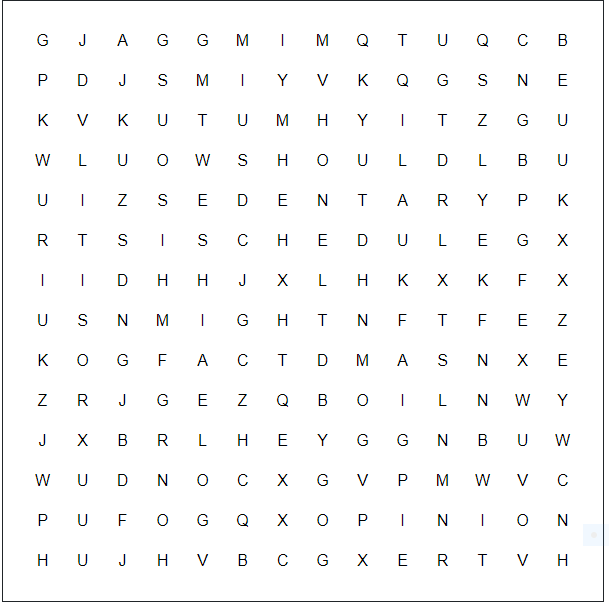 G J A G G M I M Q T U Q C B
P D J S M I Y V K Q G S N E
K V K U T U M H Y I T Z G U
W L U O W S H O U L D L B U
U I Z S E D E N T A R Y P K
R T S I S C H E D U L E G X
I I D H H J X L H K X K F X
U S N M I G H T N F T F E Z
K O G F A C T D M A S N X E
Z R J G E Z Q B O I L N W Y
J X B R L H E Y G G N B U W
W U D N O C X G V P M W V C
P U F O G Q X O P I N I O N
H U J H V B C G X E R T V H